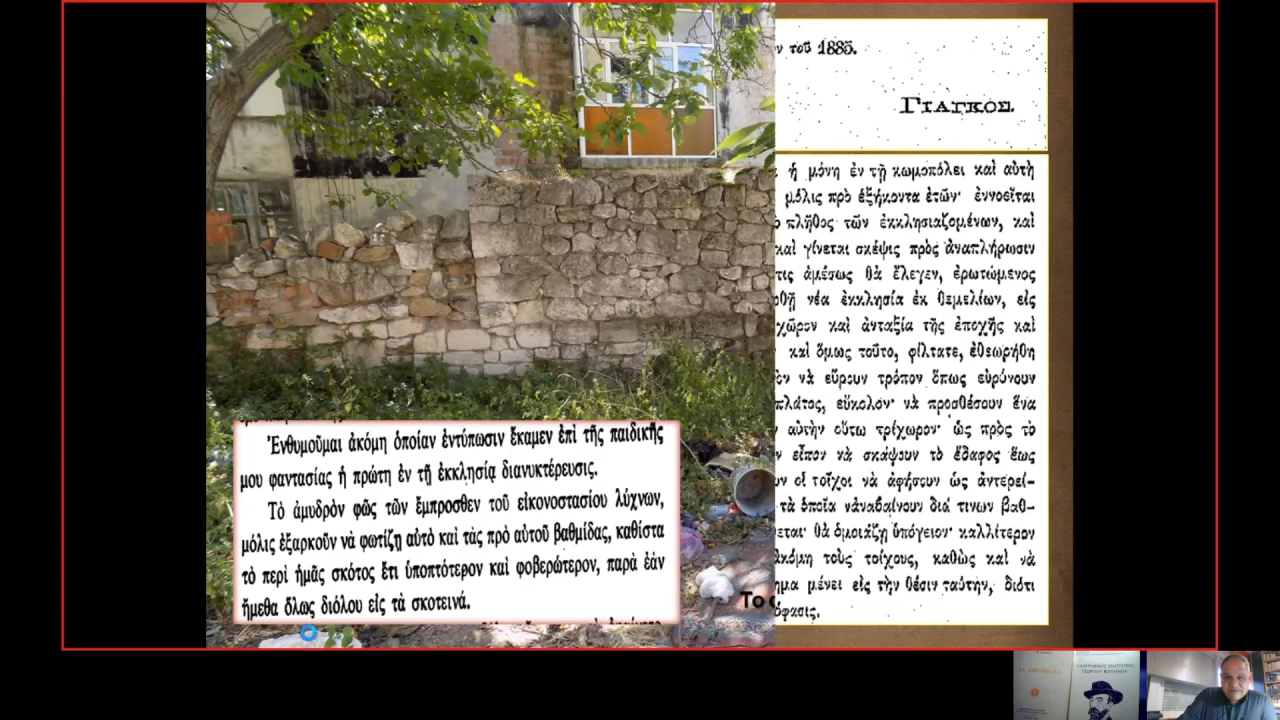 Ἐνθυμοῦμαι ἀκόμη ὁποίαν ἐντύπωσιν ἔκαμεν ἐπὶ τῆς παιδικῆς
μου φαντασίας ἡ πρώτη ἐν τῇ ἐκκλησίᾳ διανυκτέρευσις.
Τὸ ἀμυδρὸν φῶς τῶν ἔμπροσθεν τοῦ εἰκονοστασίου λύχνων,
μόλις ἐξαρκοῦν νὰ φωτίζῃ αὐτὸ καὶ τὰς πρὸ αὐτοῦ βαθμίδας, καθίστα
τὸ περὶ ἡμᾶς σκότος ἔτι ὑποπτότερον καὶ φοβερώτερον, παρὰ ἐὰν
ἤμεθα ὅλως διόλου εἰς τὰ σκοτεινά.
Το
ν τοῦ 1885.
ΓΙΑΓΚΟΣ.
ἡ μόνη ἐν τῇ κωμοπόλει καὶ αὐτὴ
μόλις πρὸ ἑξήκοντα ἐτῶν· ἐννοεῖται
πλῆθος τῶν ἐκκλησιαζομένων, καὶ
καὶ γίνεται σκέψις πρὸς ἀναπλήρωσιν
τις ἀμέσως θὰ ἔλεγεν, ἐρωτώμενος
θῇ νέα ἐκκλησία ἐκ θεμελίων, εἰς
χῶρον καὶ ἀνταξία τῆς ἐποχῆς καὶ
καὶ ὅμως τοῦτο, φίλτατε, ἐθεωρήθη
ὸν νὰ εὕρουν τρόπον ὅπως εὐρύνουν
πλάτος, εὔκολον· νὰ προσθέσουν ἕνα
ν αὐτὴν οὕτω τρίχωρον· ὡς πρὸς τὸ
ν εἶπον νὰ σκάψουν τὸ ἔδαφος ἕως
υν οἱ τοῖχοι νὰ ἀφήσουν ὡς ἀντερεί-
τὰ ὁποῖα νἀναβαίνουν διά τινων βαθ-
εται· θὰ ὁμοιάζῃ ὑπόγειον· καλλίτερον
ἀκόμη τοὺς τοίχους, καθὼς καὶ νὰ
ημα μένει εἰς τὴν θέσιν ταύτην, διότι
όφασις.